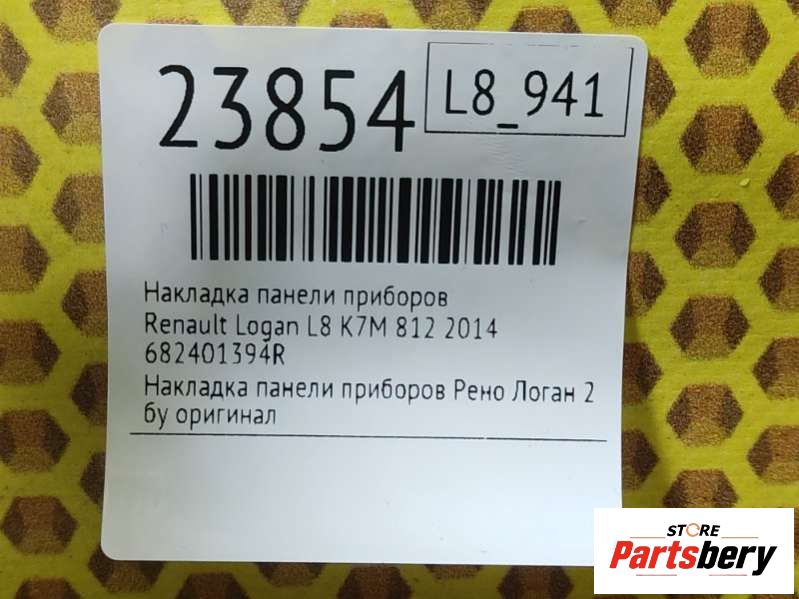 23854
L8_941
Накладка панели приборов
Renault Logan L8 K7M 812 2014
682401394R
Накладка панели приборов Рено Логан 2
бу оригинал
STORE
Partsbery